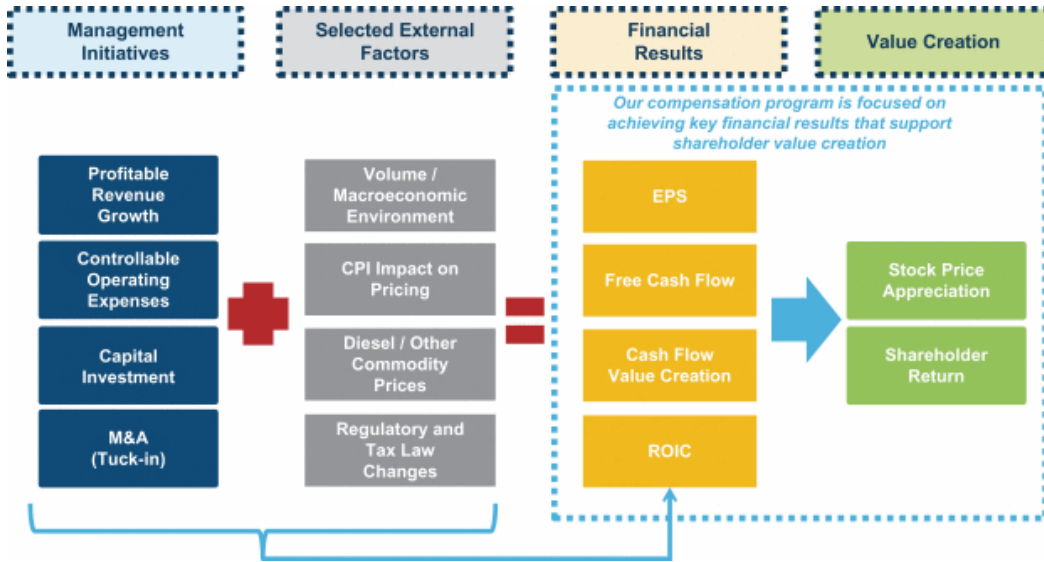 Management
Initiatives
Selected External
Factors
Financial
Results
Value Creation
Our compensation program is focused on
achieving key financial results that support
shareholder value creation
Profitable
Revenue
Growth
Controllable
Operating
Expenses
Capital
Investment
M&A
(Tuck-in)
Volume /
Macroeconomic
Environment
CPI Impact on
Pricing
Diesel / Other
Commodity
Prices
Regulatory and
Tax Law
Changes
EPS
Free Cash Flow
Cash Flow
Value Creation
ROIC
Stock Price
Appreciation
Shareholder
Return